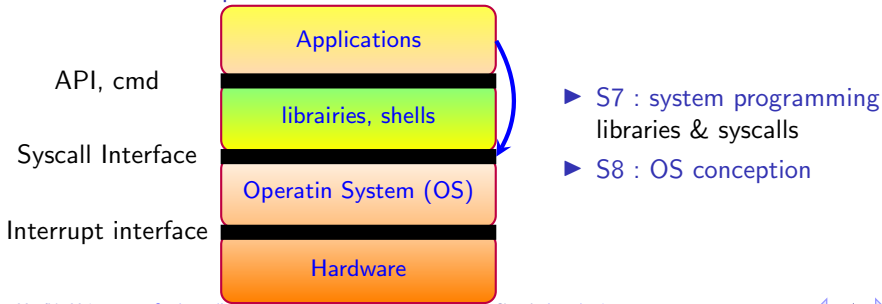 Applications
API, cmd
librairies, shells
Syscall Interface
Operatin System (OS)
Interrupt interface
Hardware
▶ S7 : system programming
libraries & syscalls
▶ S8 : OS conception